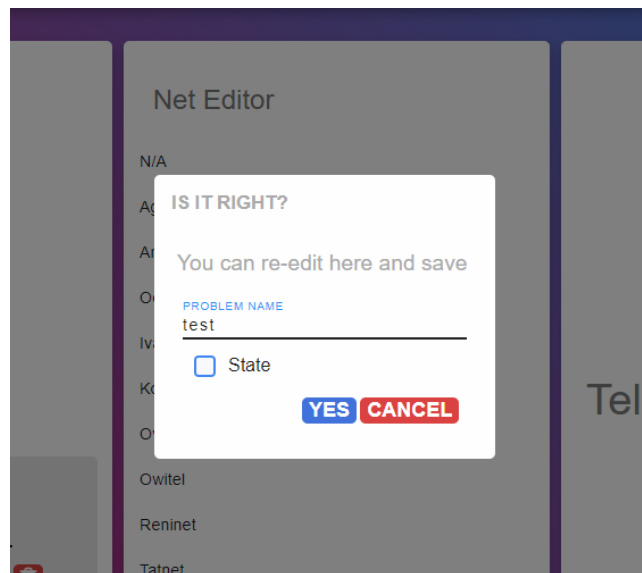 Net Editor
N/A
IS IT RIGHT?
You can re-edit here and save
PROBLEM NAME
test
State
YES CANCEL
Tel
Owitel
Reninet
Tatnet